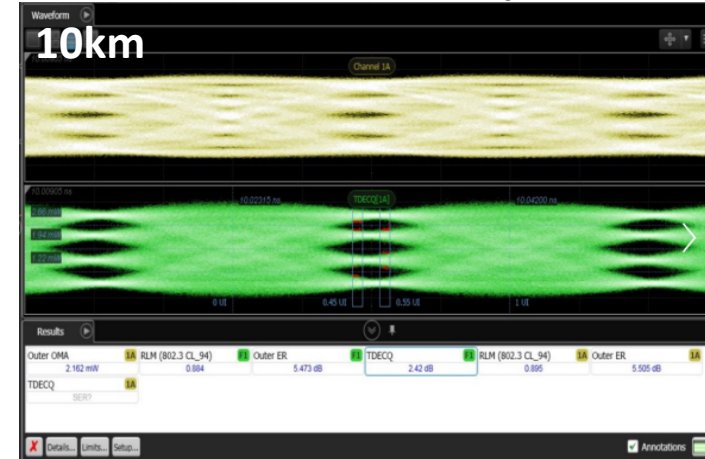 Waveform
10km
Channel 1A
10.00905 ns
10.02315 ns
TDECQ[1A]
10.04200 ns
2.66 mW
1.94 mW
1.22 mW
0 UI
0.45 UI
0.55 UI
1 UI
Results
Outer OMA 1A RLM (802.3 CL_94) F1 Outer ER F1 TDECQ F1 RLM (802.3 CL_94) 1A Outer ER 1A
2.162 mW 0.884 5.473 dB 2.42 dB 0.895 5.505 dB
TDECQ 1A
SER?
X Details... Limits... Setup... Annotations